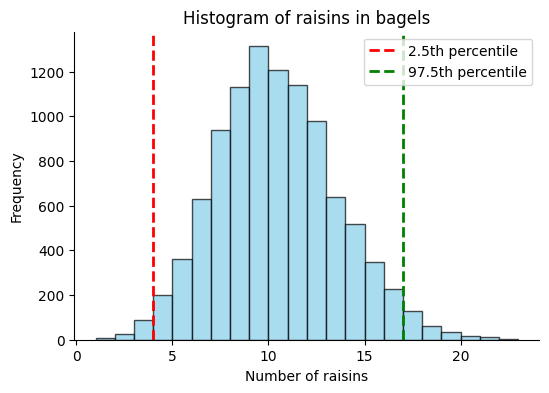 Histogram of raisins in bagels
2.5th percentile
97.5th percentile
Frequency
1200
1000
800
600
400
200
0
0 5 10 15 20
Number of raisins